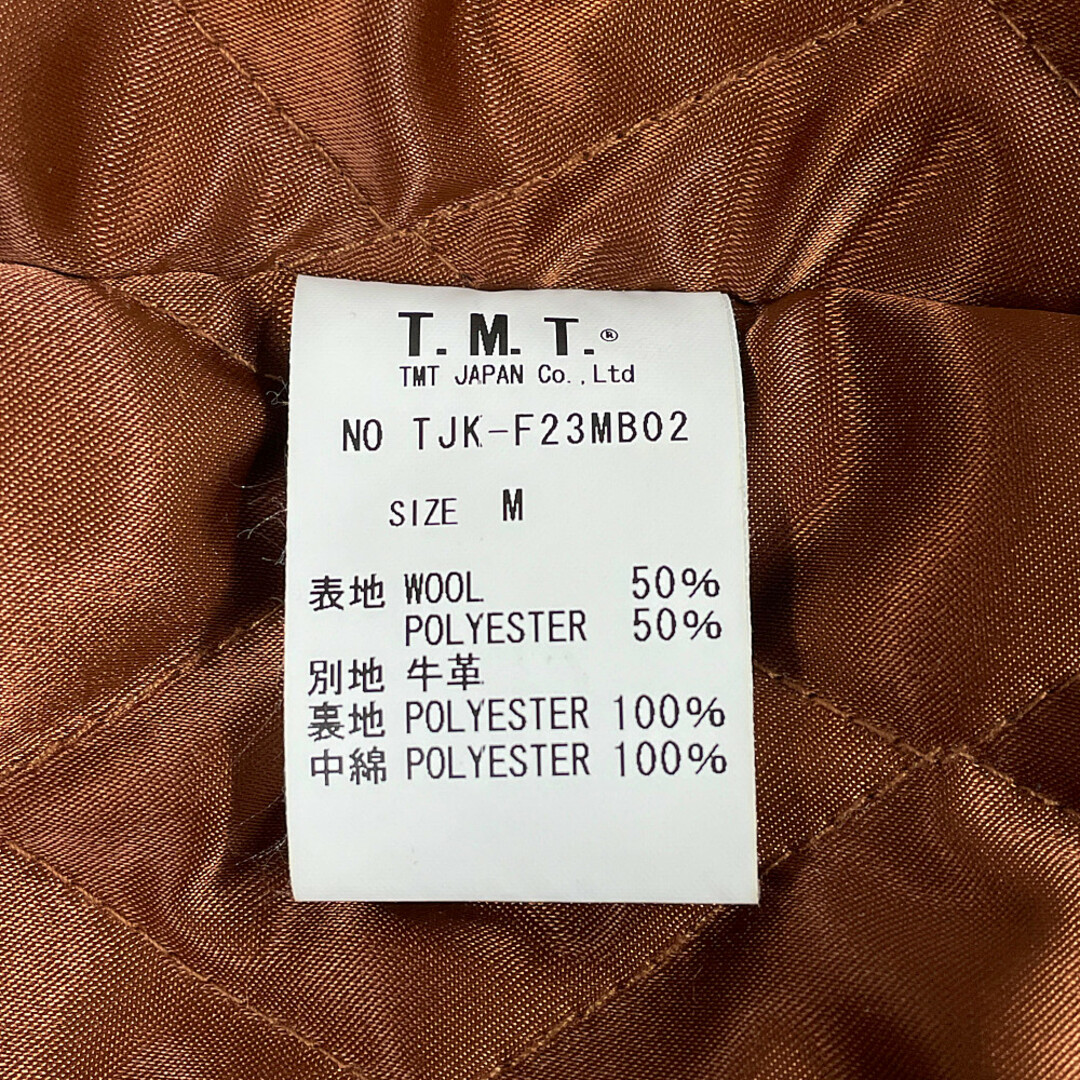 T.M.T.®
TMT JAPAN Co.,Ltd
NO TJK-F23MB02
SIZE M
表地 WOOL 50%
POLYESTER 50%
別地 牛革
裏地 POLYESTER 100%
中綿 POLYESTER 100%